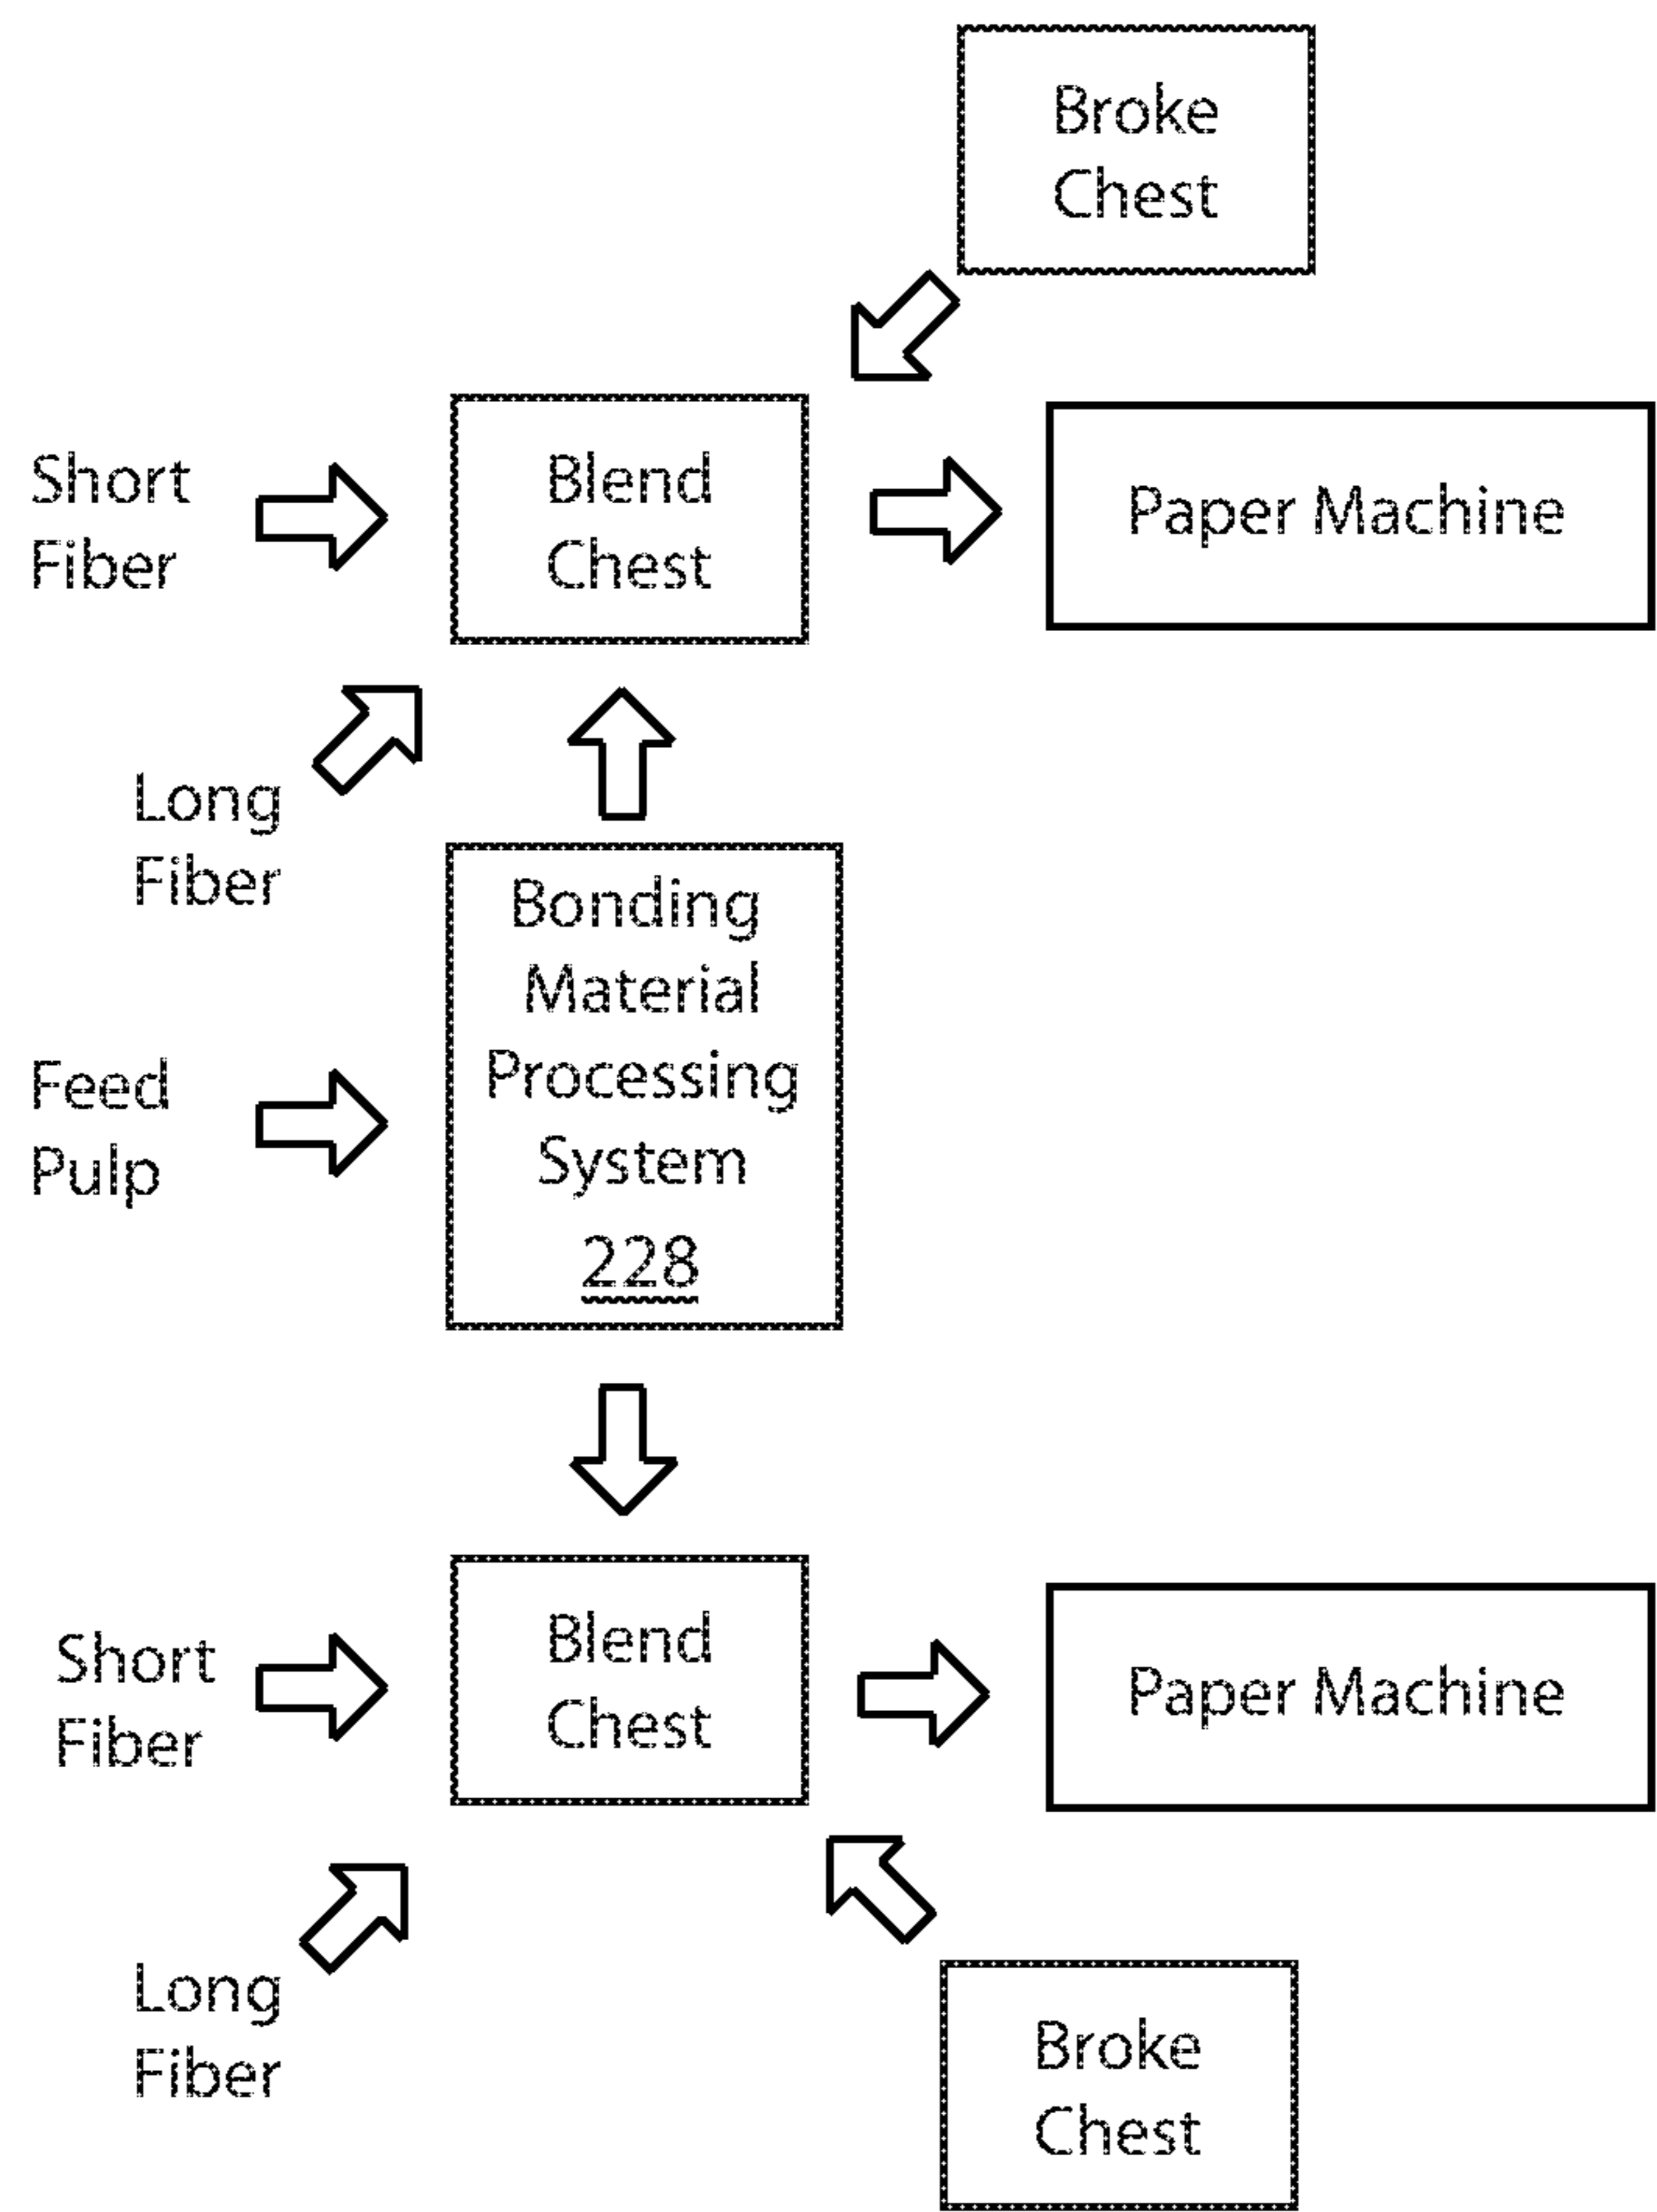 Broke
Chest
Short
Fiber
Blend
Chest
Paper Machine
Long
Fiber
Bonding
Material
Processing
System
228
Feed
Pulp
Short
Fiber
Blend
Chest
Paper Machine
Long
Fiber
Broke
Chest